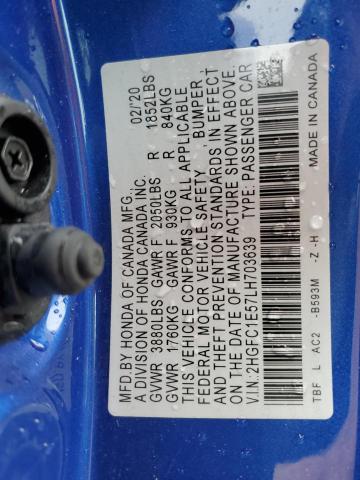 MFD.BY HONDA OF CANADA MFG. 02/'20
A DIVISION OF HONDA CANADA INC.
GVWR 3880LBS GAWR F 2050LBS R 1852LBS
GVWR 1760KG GAWR F 930KG R 840KG
THIS VEHICLE CONFORMS TO ALL APPLICABLE
FEDERAL MOTOR VEHICLE SAFETY, BUMPER,
AND THEFT PREVENTION STANDARDS IN EFFECT
ON THE DATE OF MANUFACTURE SHOWN ABOVE.
V.I.N.:2HGFC1E57LH703639 TYPE: PASSENGER CAR
MADE IN CANADA
TBF L AC2 -B593M -Z -H